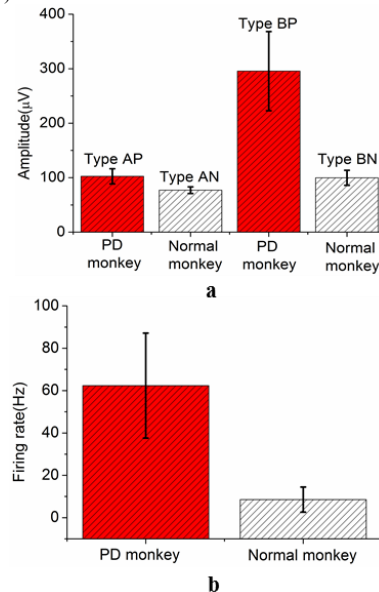 )
400
300
200
100
0
Amplitude(μV)
Type AP
Type AN
Type BP
Type BN
PD
monkey
Normal
monkey
PD
monkey
Normal
monkey
a
100
80
60
40
20
0
Firing rate(Hz)
PD monkey
Normal monkey
b